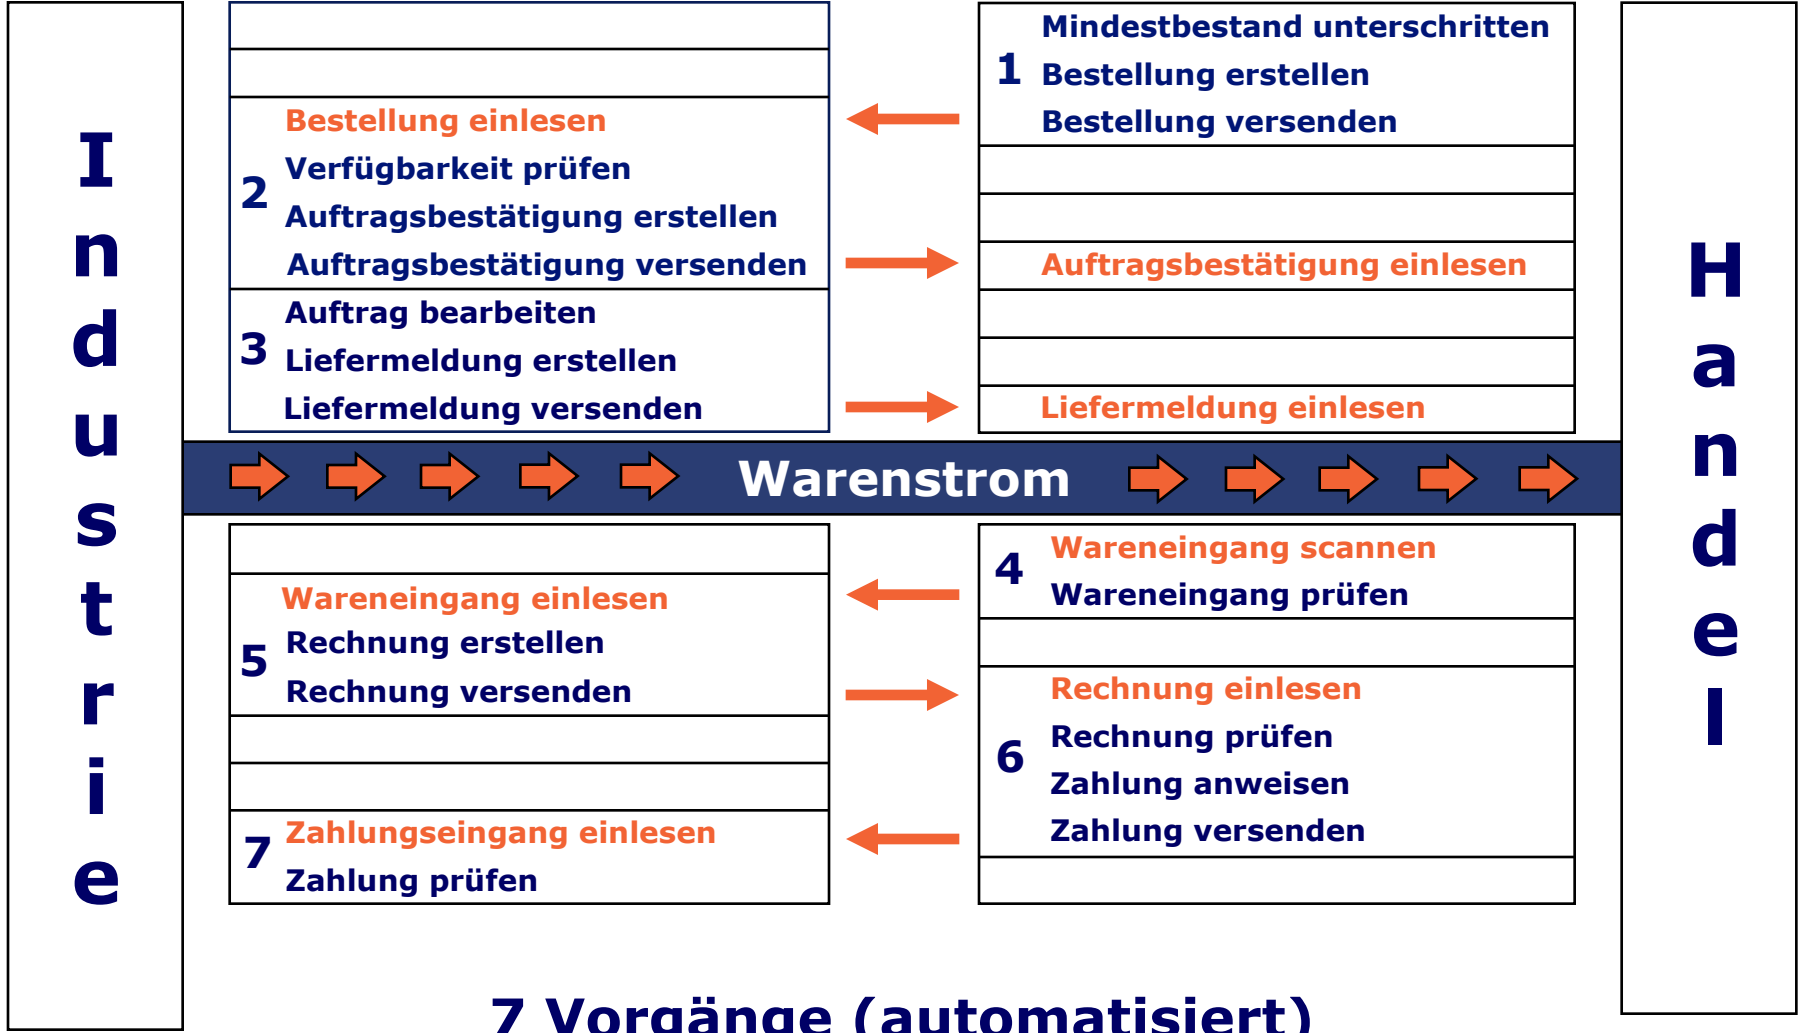 Industrie
1
Mindestbestand unterschritten
Bestellung erstellen
Bestellung versenden
2
Bestellung einlesen
Verfügbarkeit prüfen
Auftragsbestätigung erstellen
Auftragsbestätigung versenden
Auftragsbestätigung einlesen
3
Auftrag bearbeiten
Liefermeldung erstellen
Liefermeldung versenden
Liefermeldung einlesen
Handel
Warenstrom
4
Wareneingang scannen
Wareneingang prüfen
5
Wareneingang einlesen
Rechnung erstellen
Rechnung versenden
6
Rechnung einlesen
Rechnung prüfen
Zahlung anweisen
Zahlung versenden
7
Zahlungseingang einlesen
Zahlung prüfen
7 Vorgänge (automatisiert)